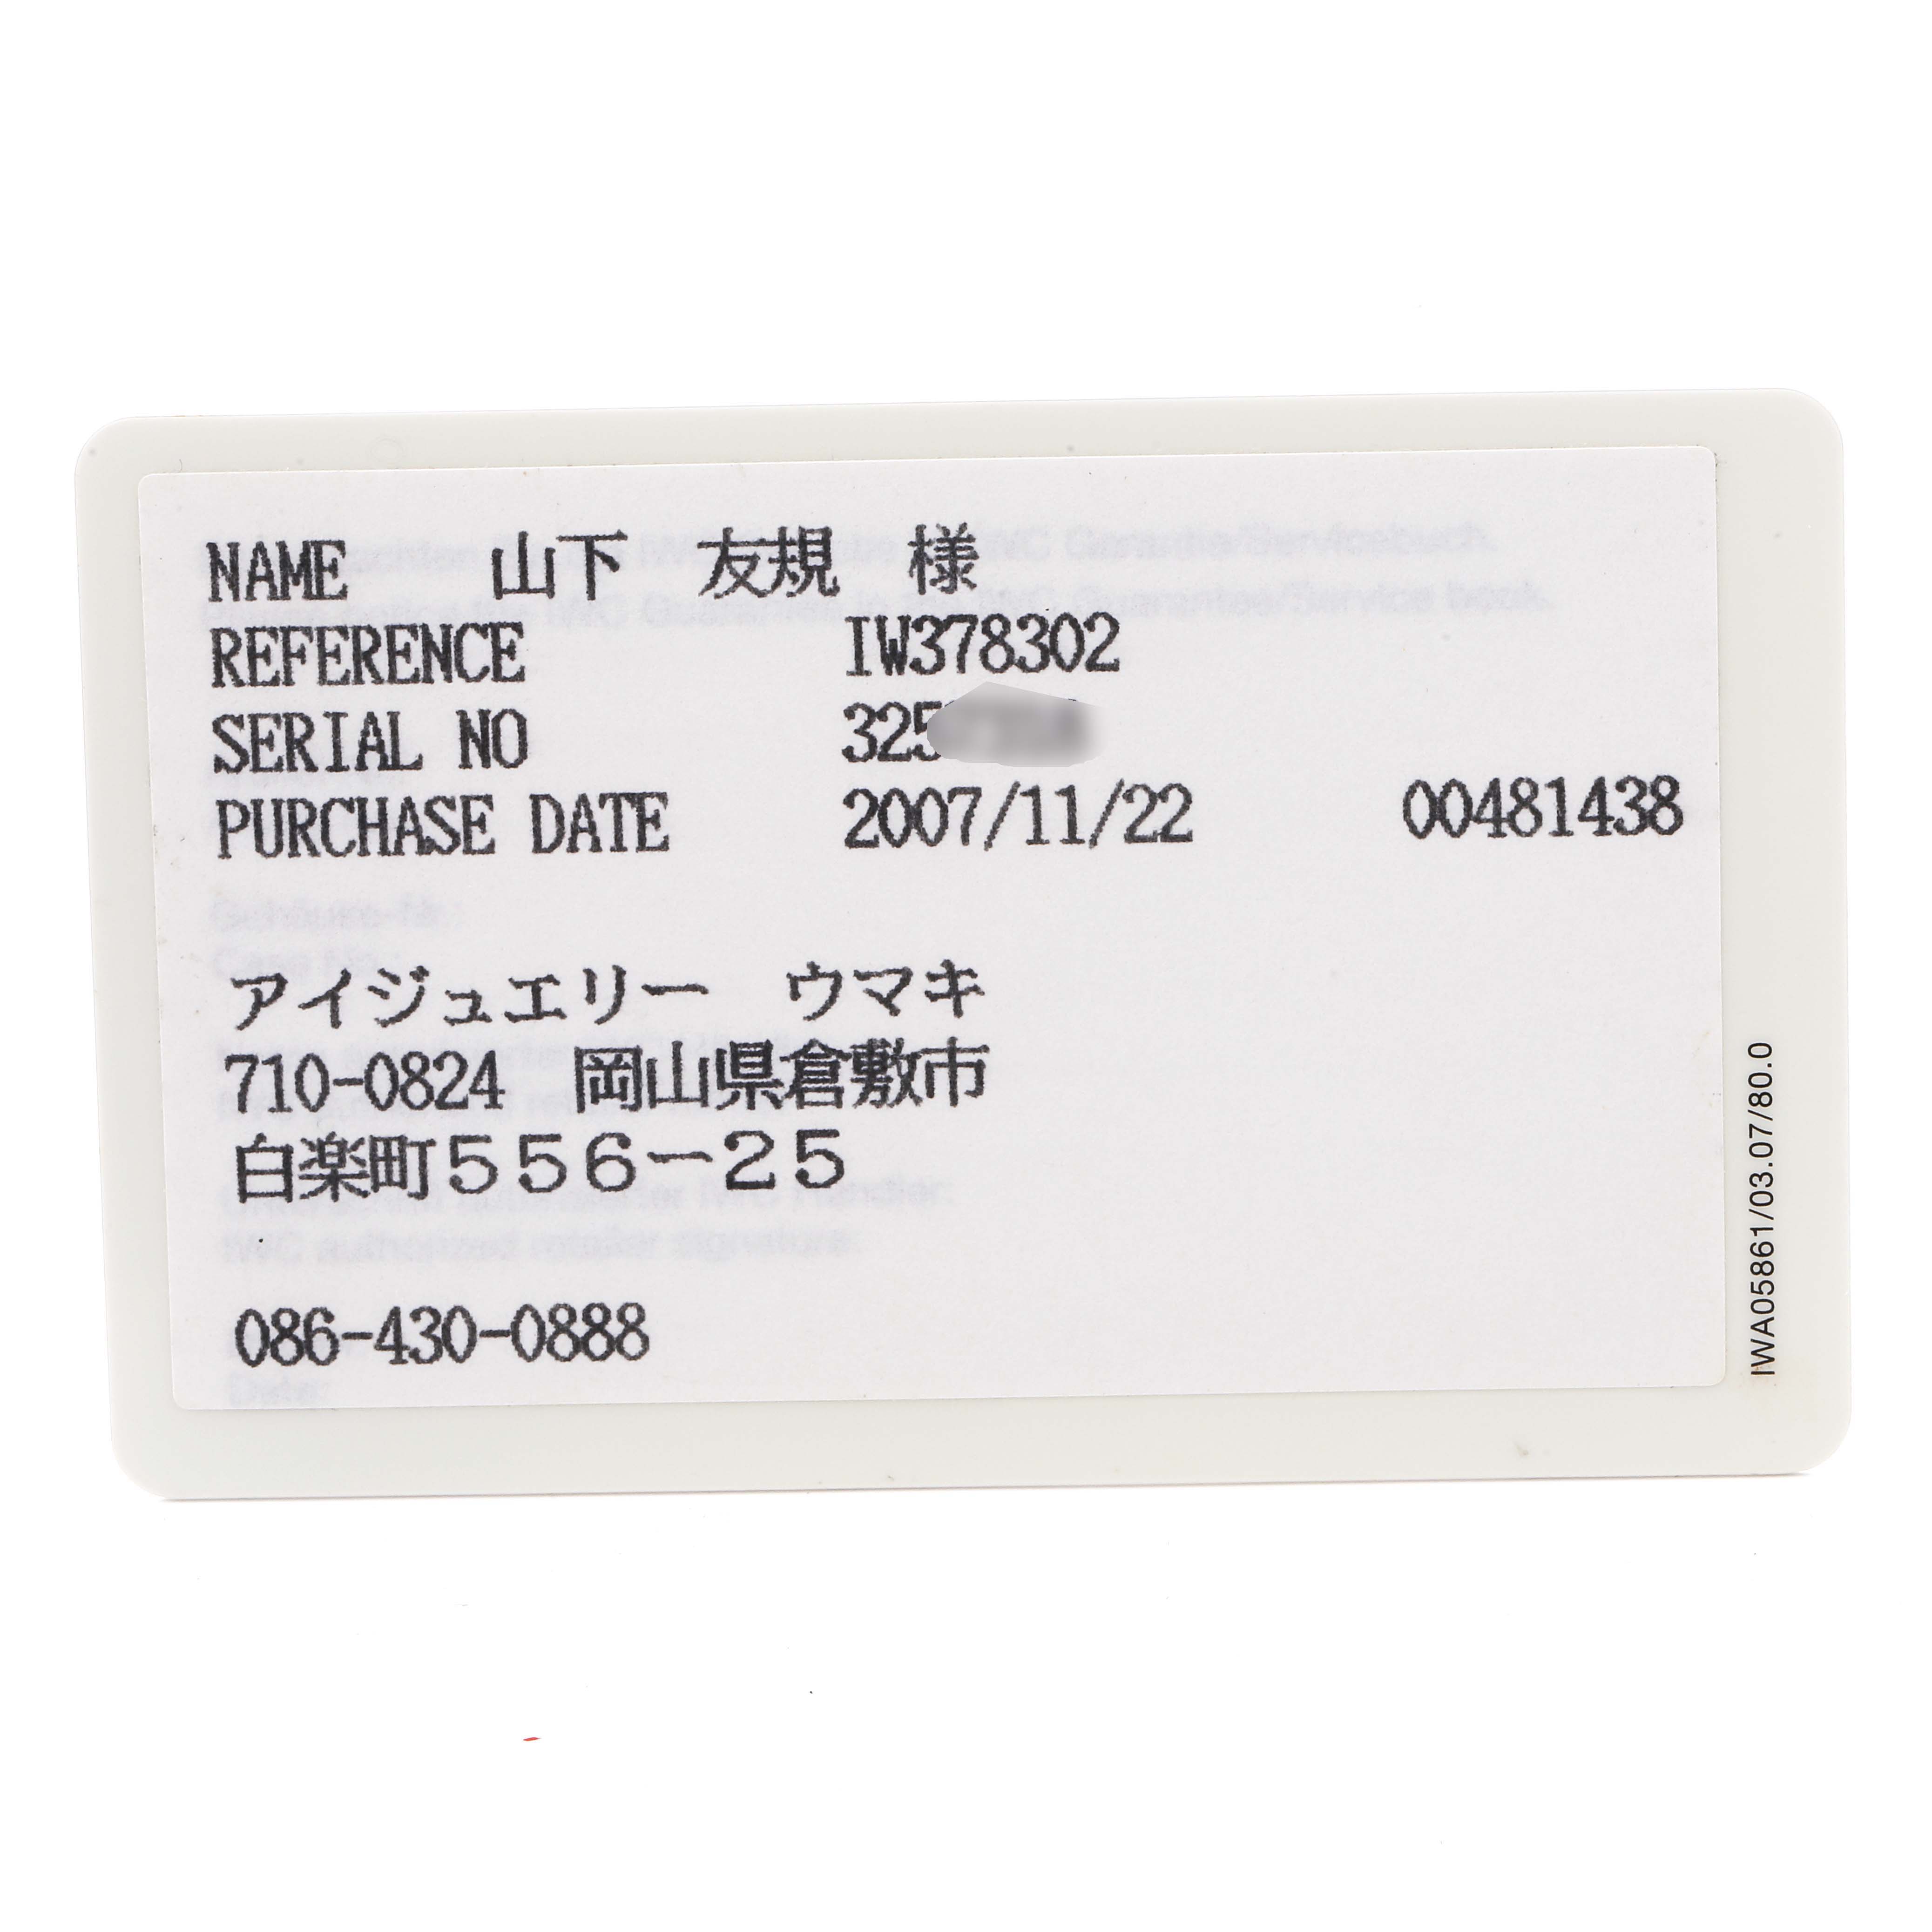 NAME 山下 友規 様
REFERENCE IW378302
SERIAL NO 325
PURCHASE DATE 2007/11/22 00481438
アイジュエリー ウマキ
710-0824 岡山県倉敷市
白楽町５５６－２５
086-430-0888
IWA05861/03.07/80.0